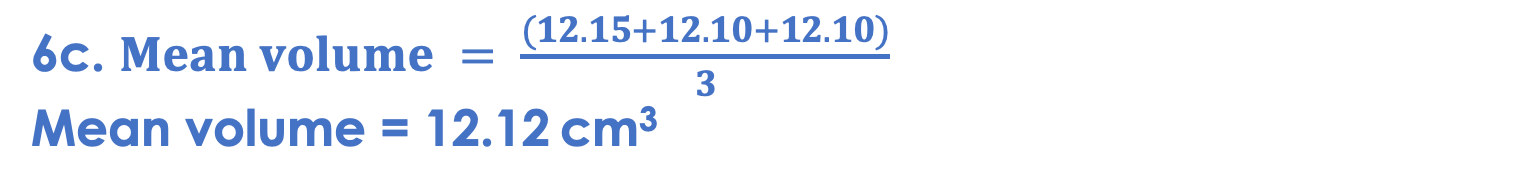 6c. Mean volume = (12.15+12.10+12.10)/3
Mean volume = 12.12 cm³